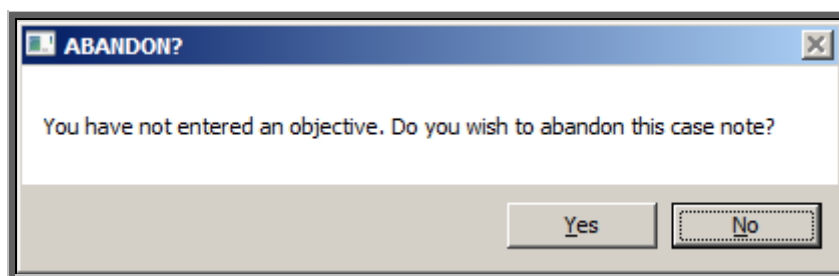 ABANDON?
You have not entered an objective. Do you wish to abandon this case note?
Yes No